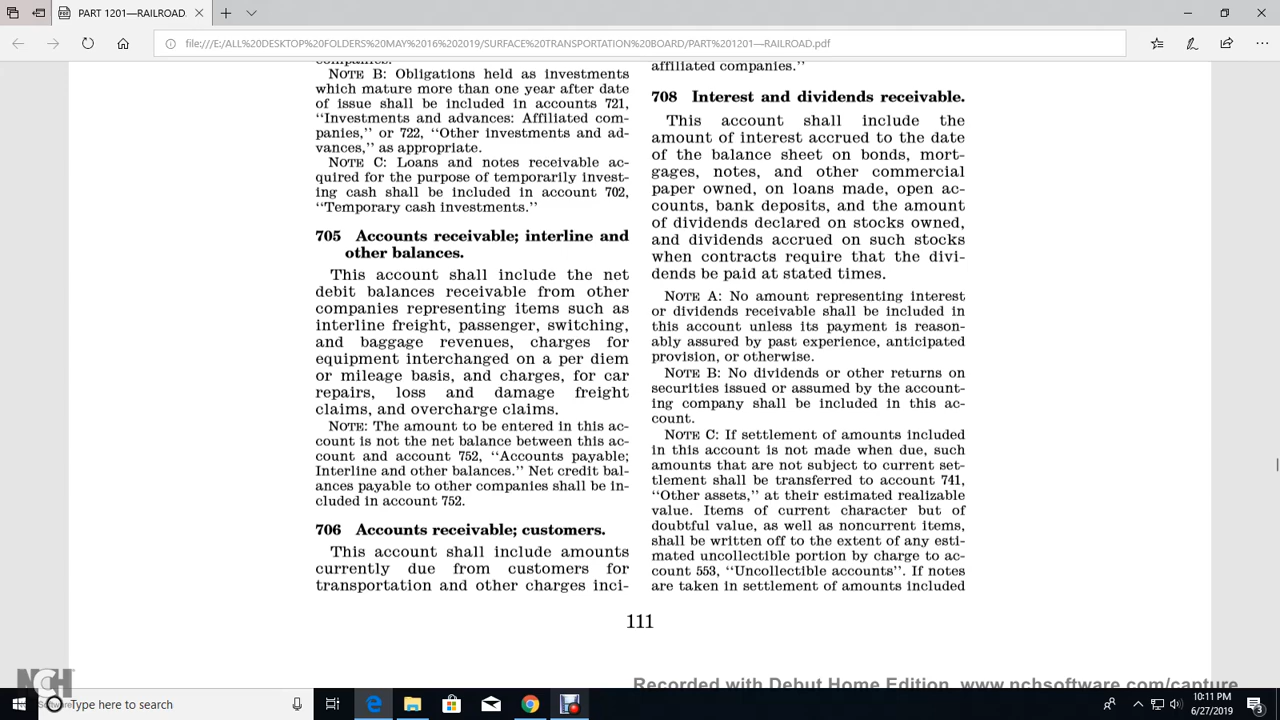 PART 1201—RAILROAD
file:///E:/ALL%20DESKTOP%20FOLDERS%20MAY%2016%202019/SURFACE%20TRANSPORTATION%20BOARD/PART%201201—RAILROAD.pdf
companies.
NOTE B: Obligations held as investments
which mature more than one year after date
of issue shall be included in accounts 721,
‘‘Investments and advances: Affiliated com-
panies,’’ or 722, ‘‘Other investments and ad-
vances,’’ as appropriate.
NOTE C: Loans and notes receivable ac-
quired for the purpose of temporarily invest-
ing cash shall be included in account 702,
‘‘Temporary cash investments.’’
705 Accounts receivable; interline and
other balances.
This account shall include the net
debit balances receivable from other
companies representing items such as
interline freight, passenger, switching,
and baggage revenues, charges for
equipment interchanged on a per diem
or mileage basis, and charges, for car
repairs, loss and damage freight
claims, and overcharge claims.
NOTE: The amount to be entered in this ac-
count is not the net balance between this ac-
count and account 752, ‘‘Accounts payable;
Interline and other balances.’’ Net credit bal-
ances payable to other companies shall be in-
cluded in account 752.
706 Accounts receivable; customers.
This account shall include amounts
currently due from customers for
transportation and other charges inci-
affiliated companies.’’
708 Interest and dividends receivable.
This account shall include the
amount of interest accrued to the date
of the balance sheet on bonds, mort-
gages, notes, and other commercial
paper owned, on loans made, open ac-
counts, bank deposits, and the amount
of dividends declared on stocks owned,
and dividends accrued on such stocks
when contracts require that the divi-
dends be paid at stated times.
NOTE A: No amount representing interest
or dividends receivable shall be included in
this account unless its payment is reason-
ably assured by past experience, anticipated
provision, or otherwise.
NOTE B: No dividends or other returns on
securities issued or assumed by the account-
ing company shall be included in this ac-
count.
NOTE C: If settlement of amounts included
in this account is not made when due, such
amounts that are not subject to current set-
tlement shall be transferred to account 741,
‘‘Other assets,’’ at their estimated realizable
value. Items of current character but of
doubtful value, as well as noncurrent items,
shall be written off to the extent of any esti-
mated uncollectible portion by charge to ac-
count 553, ‘‘Uncollectible accounts’’. If notes
are taken in settlement of amounts included
111
NCH
Software
Recorded with Debut Home Edition www.nchsoftware.com/capture
Type here to search
10:11 PM
6/27/2019
3